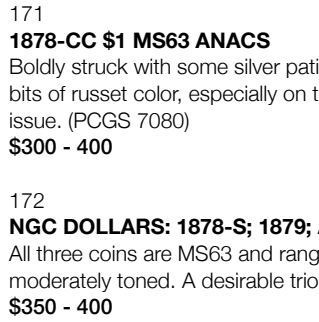 171
1878-CC $1 MS63 ANACS
Boldly struck with some silver
bits of russet color, especially on
issue. (PCGS 7080)
$300 - 400
172
NGC DOLLARS: 1878-S; 1879;
All three coins are MS63 and
moderately toned. A desirable trio
$350 - 400